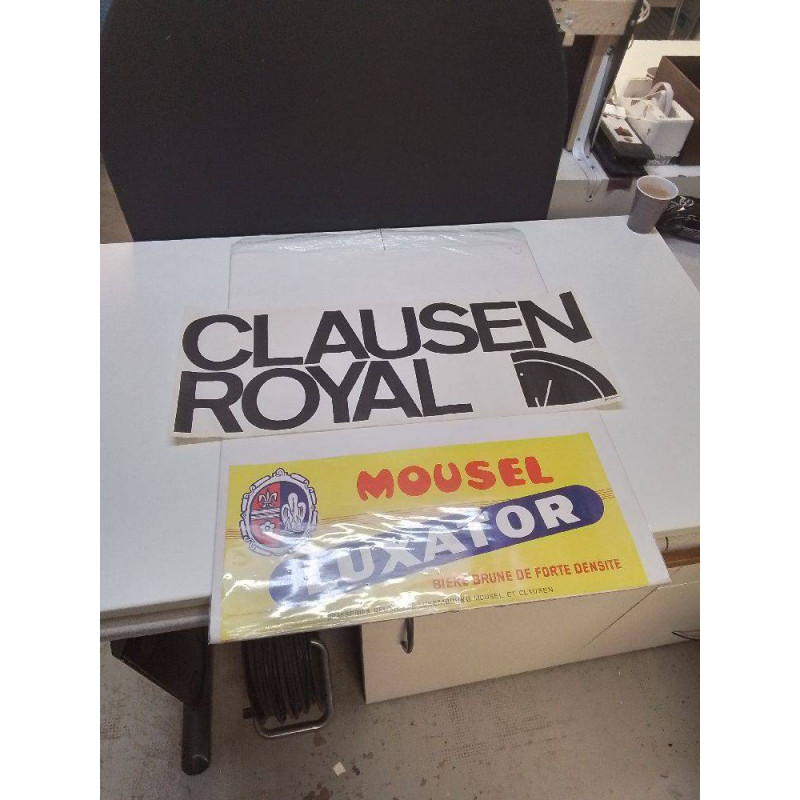 CLAUSEN
ROYAL
MOUSEL
LUXATOR
BIERE BRUNE DE FORTE DENSITE
MOUSEL ET CLAUSEN